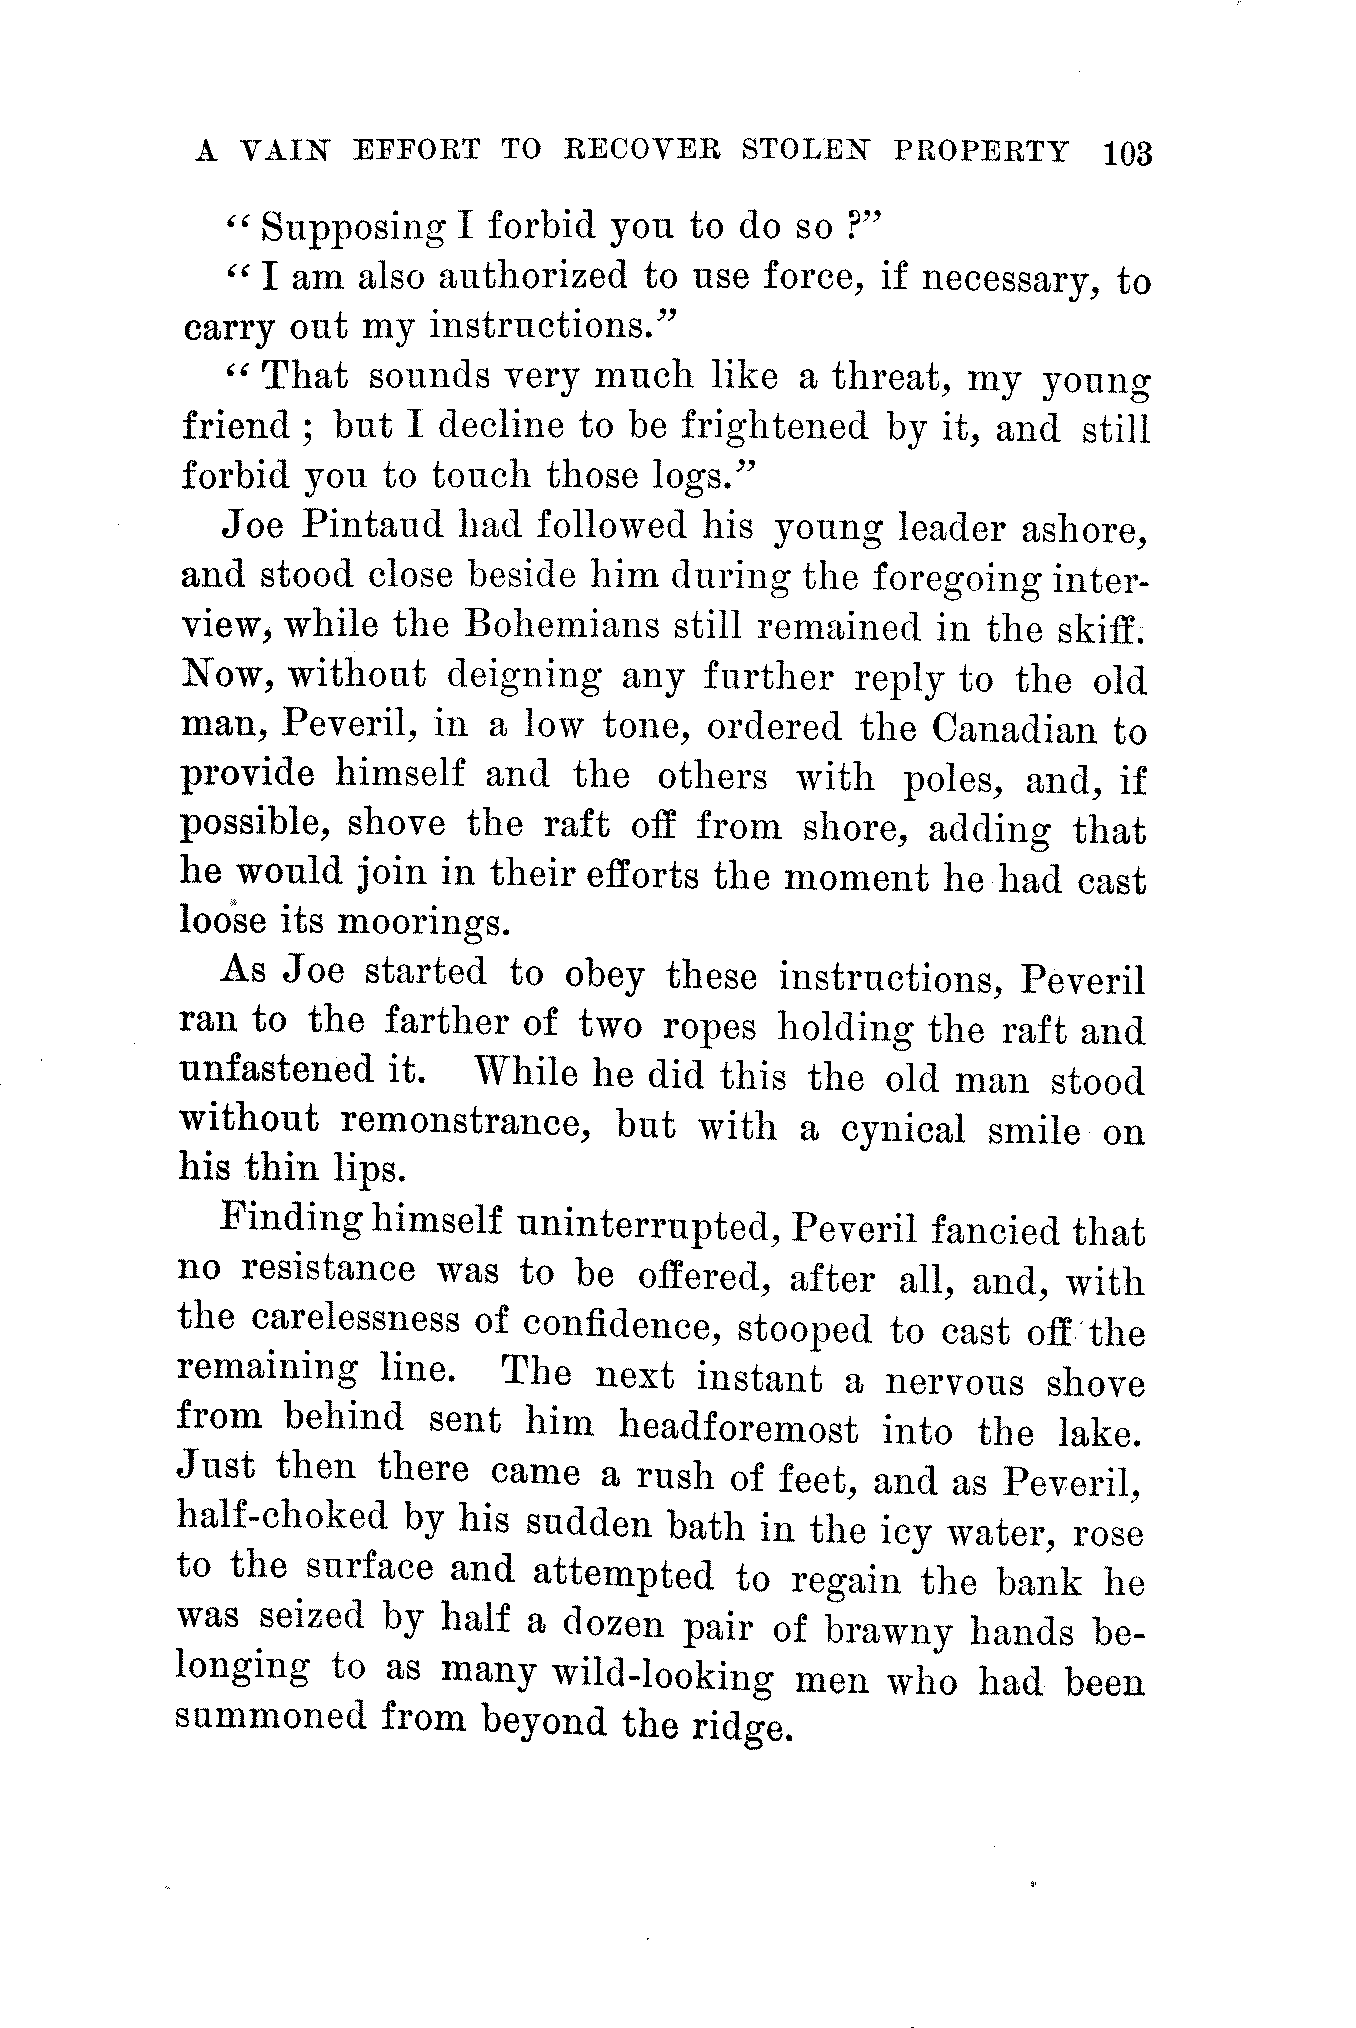 A VAIN EFFORT TO RECOVER STOLEN PROPERTY 103
“ Supposing I forbid you to do so ?”
“ I am also authorized to use force, if necessary, to
carry out my instructions.”
“ That sounds very much like a threat, my young
friend ; but I decline to be frightened by it, and still
forbid you to touch those logs.”
Joe Pintaud had followed his young leader ashore,
and stood close beside him during the foregoing inter-
view, while the Bohemians still remained in the skiff.
Now, without deigning any further reply to the old
man, Peveril, in a low tone, ordered the Canadian to
provide himself and the others with poles, and, if
possible, shove the raft off from shore, adding that
he would join in their efforts the moment he had cast
loose its moorings.
As Joe started to obey these instructions, Peveril
ran to the farther of two ropes holding the raft and
unfastened it. While he did this the old man stood
without remonstrance, but with a cynical smile on
his thin lips.
Finding himself uninterrupted, Peveril fancied that
no resistance was to be offered, after all, and, with
the carelessness of confidence, stooped to cast off the
remaining line. The next instant a nervous shove
from behind sent him headforemost into the lake.
Just then there came a rush of feet, and as Peveril,
half-choked by his sudden bath in the icy water, rose
to the surface and attempted to regain the bank he
was seized by half a dozen pair of brawny hands be-
longing to as many wild-looking men who had been
summoned from beyond the ridge.